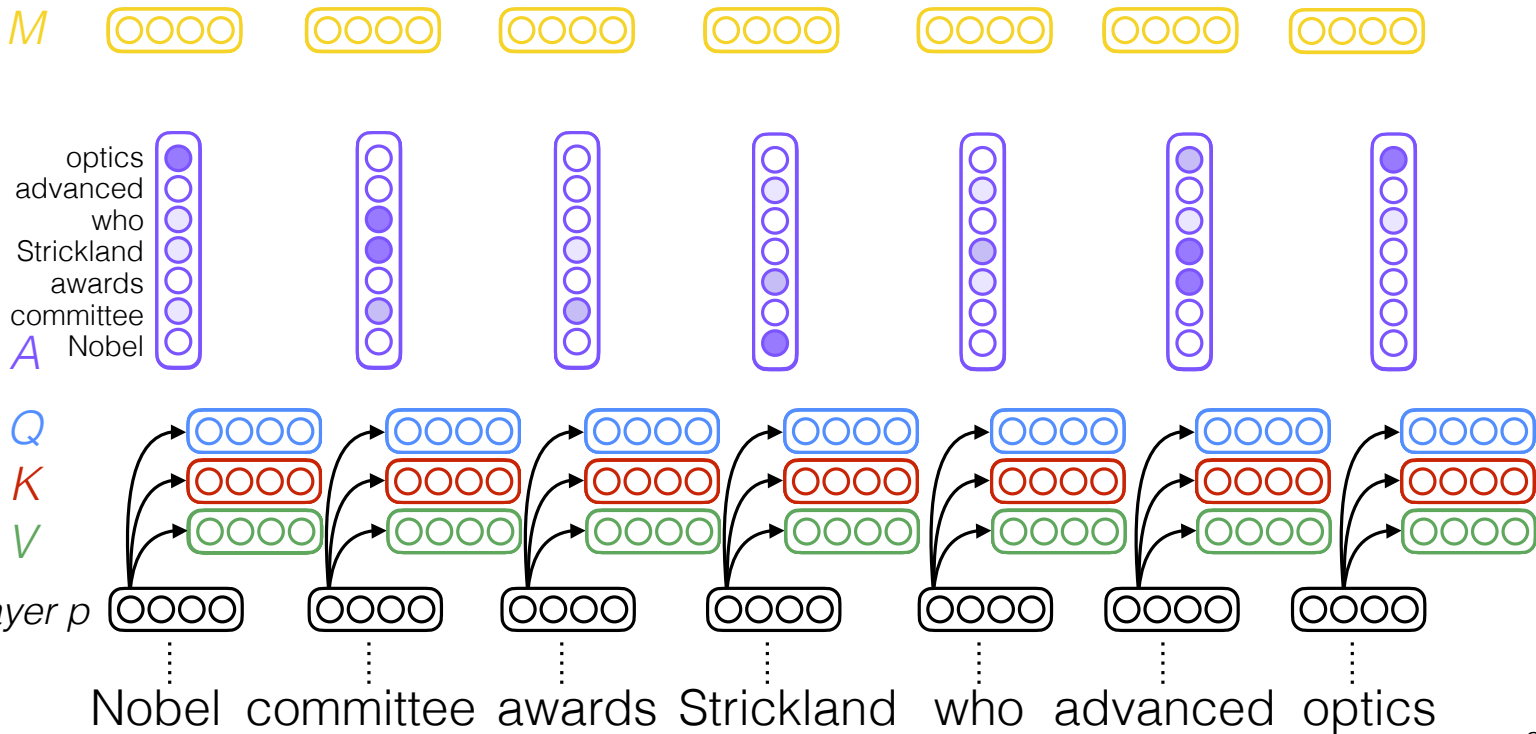 M
optics
advanced
who
Strickland
awards
committee
A Nobel
Q
K
V
ayer p
Nobel committee awards Strickland who advanced optics